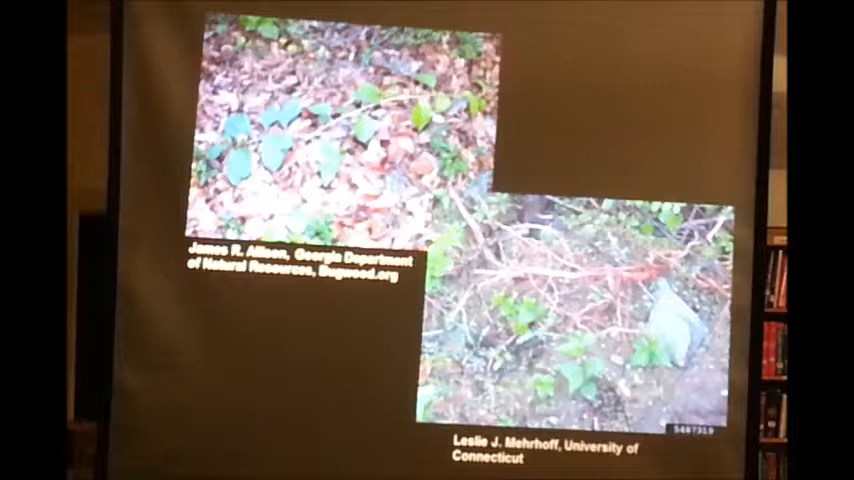 James R. Allison, Georgia Department
of Natural Resources, Bugwood.org
5487319
Leslie J. Mehrhoff, University of
Connecticut